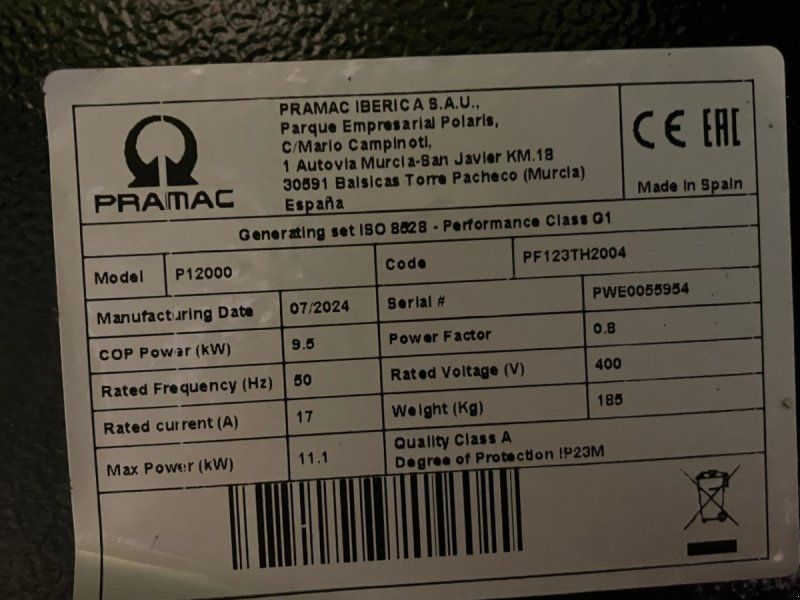 PRAMAC
PRAMAC IBERICA S.A.U.,
Parque Empresarial Polaris,
C/Mario Campinoti,
1 Autovia Murcia-San Javier KM.18
30591 Balsicas Torre Pacheco (Murcia)
España
CE EAC
Made in Spain
Generating set ISO 8528 - Performance Class G1
Model P12000 Code PF123TH2004
Manufacturing Date 07/2024 Serial # PWE0055954
COP Power (kW) 9.5 Power Factor 0.8
Rated Frequency (Hz) 50 Rated Voltage (V) 400
Rated current (A) 17 Weight (Kg) 185
Max Power (kW) 11.1 Quality Class A
Degree of Protection IP23M